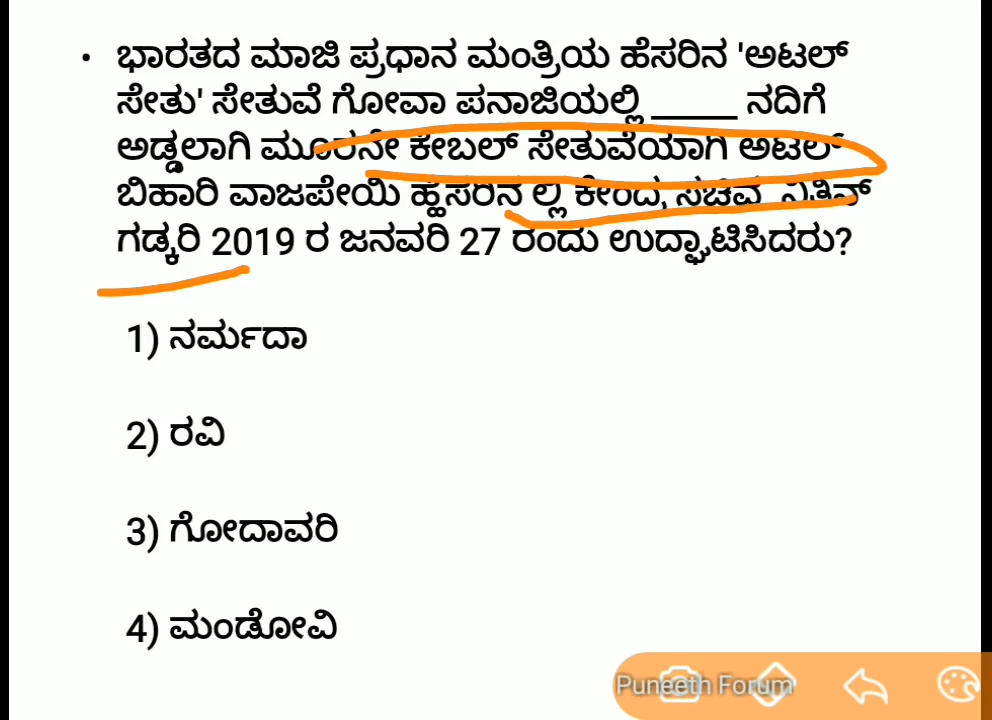 • ಭಾರತದ ಮಾಜಿ ಪ್ರಧಾನ ಮಂತ್ರಿಯ ಹೆಸರಿನ 'ಅಟಲ್
ಸೇತು' ಸೇತುವೆ ಗೋವಾ ಪನಾಜಿಯಲ್ಲಿ _____ ನದಿಗೆ
ಅಡ್ಡಲಾಗಿ ಮೂರನೇ ಕೇಬಲ್ ಸೇತುವೆಯಾಗಿ ಅಟಲ್
ಬಿಹಾರಿ ವಾಜಪೇಯಿ ಹೆಸರಿನ ಲ್ಲಿ ಕೇಂದ್ರ ಸಚಿವ ನಿತಿನ್
ಗಡ್ಕರಿ 2019 ರ ಜನವರಿ 27 ರಂದು ಉದ್ಘಾಟಿಸಿದರು?
1) ನರ್ಮದಾ
2) ರವಿ
3) ಗೋದಾವರಿ
4) ಮಂಡೋವಿ
Puneeth Forum